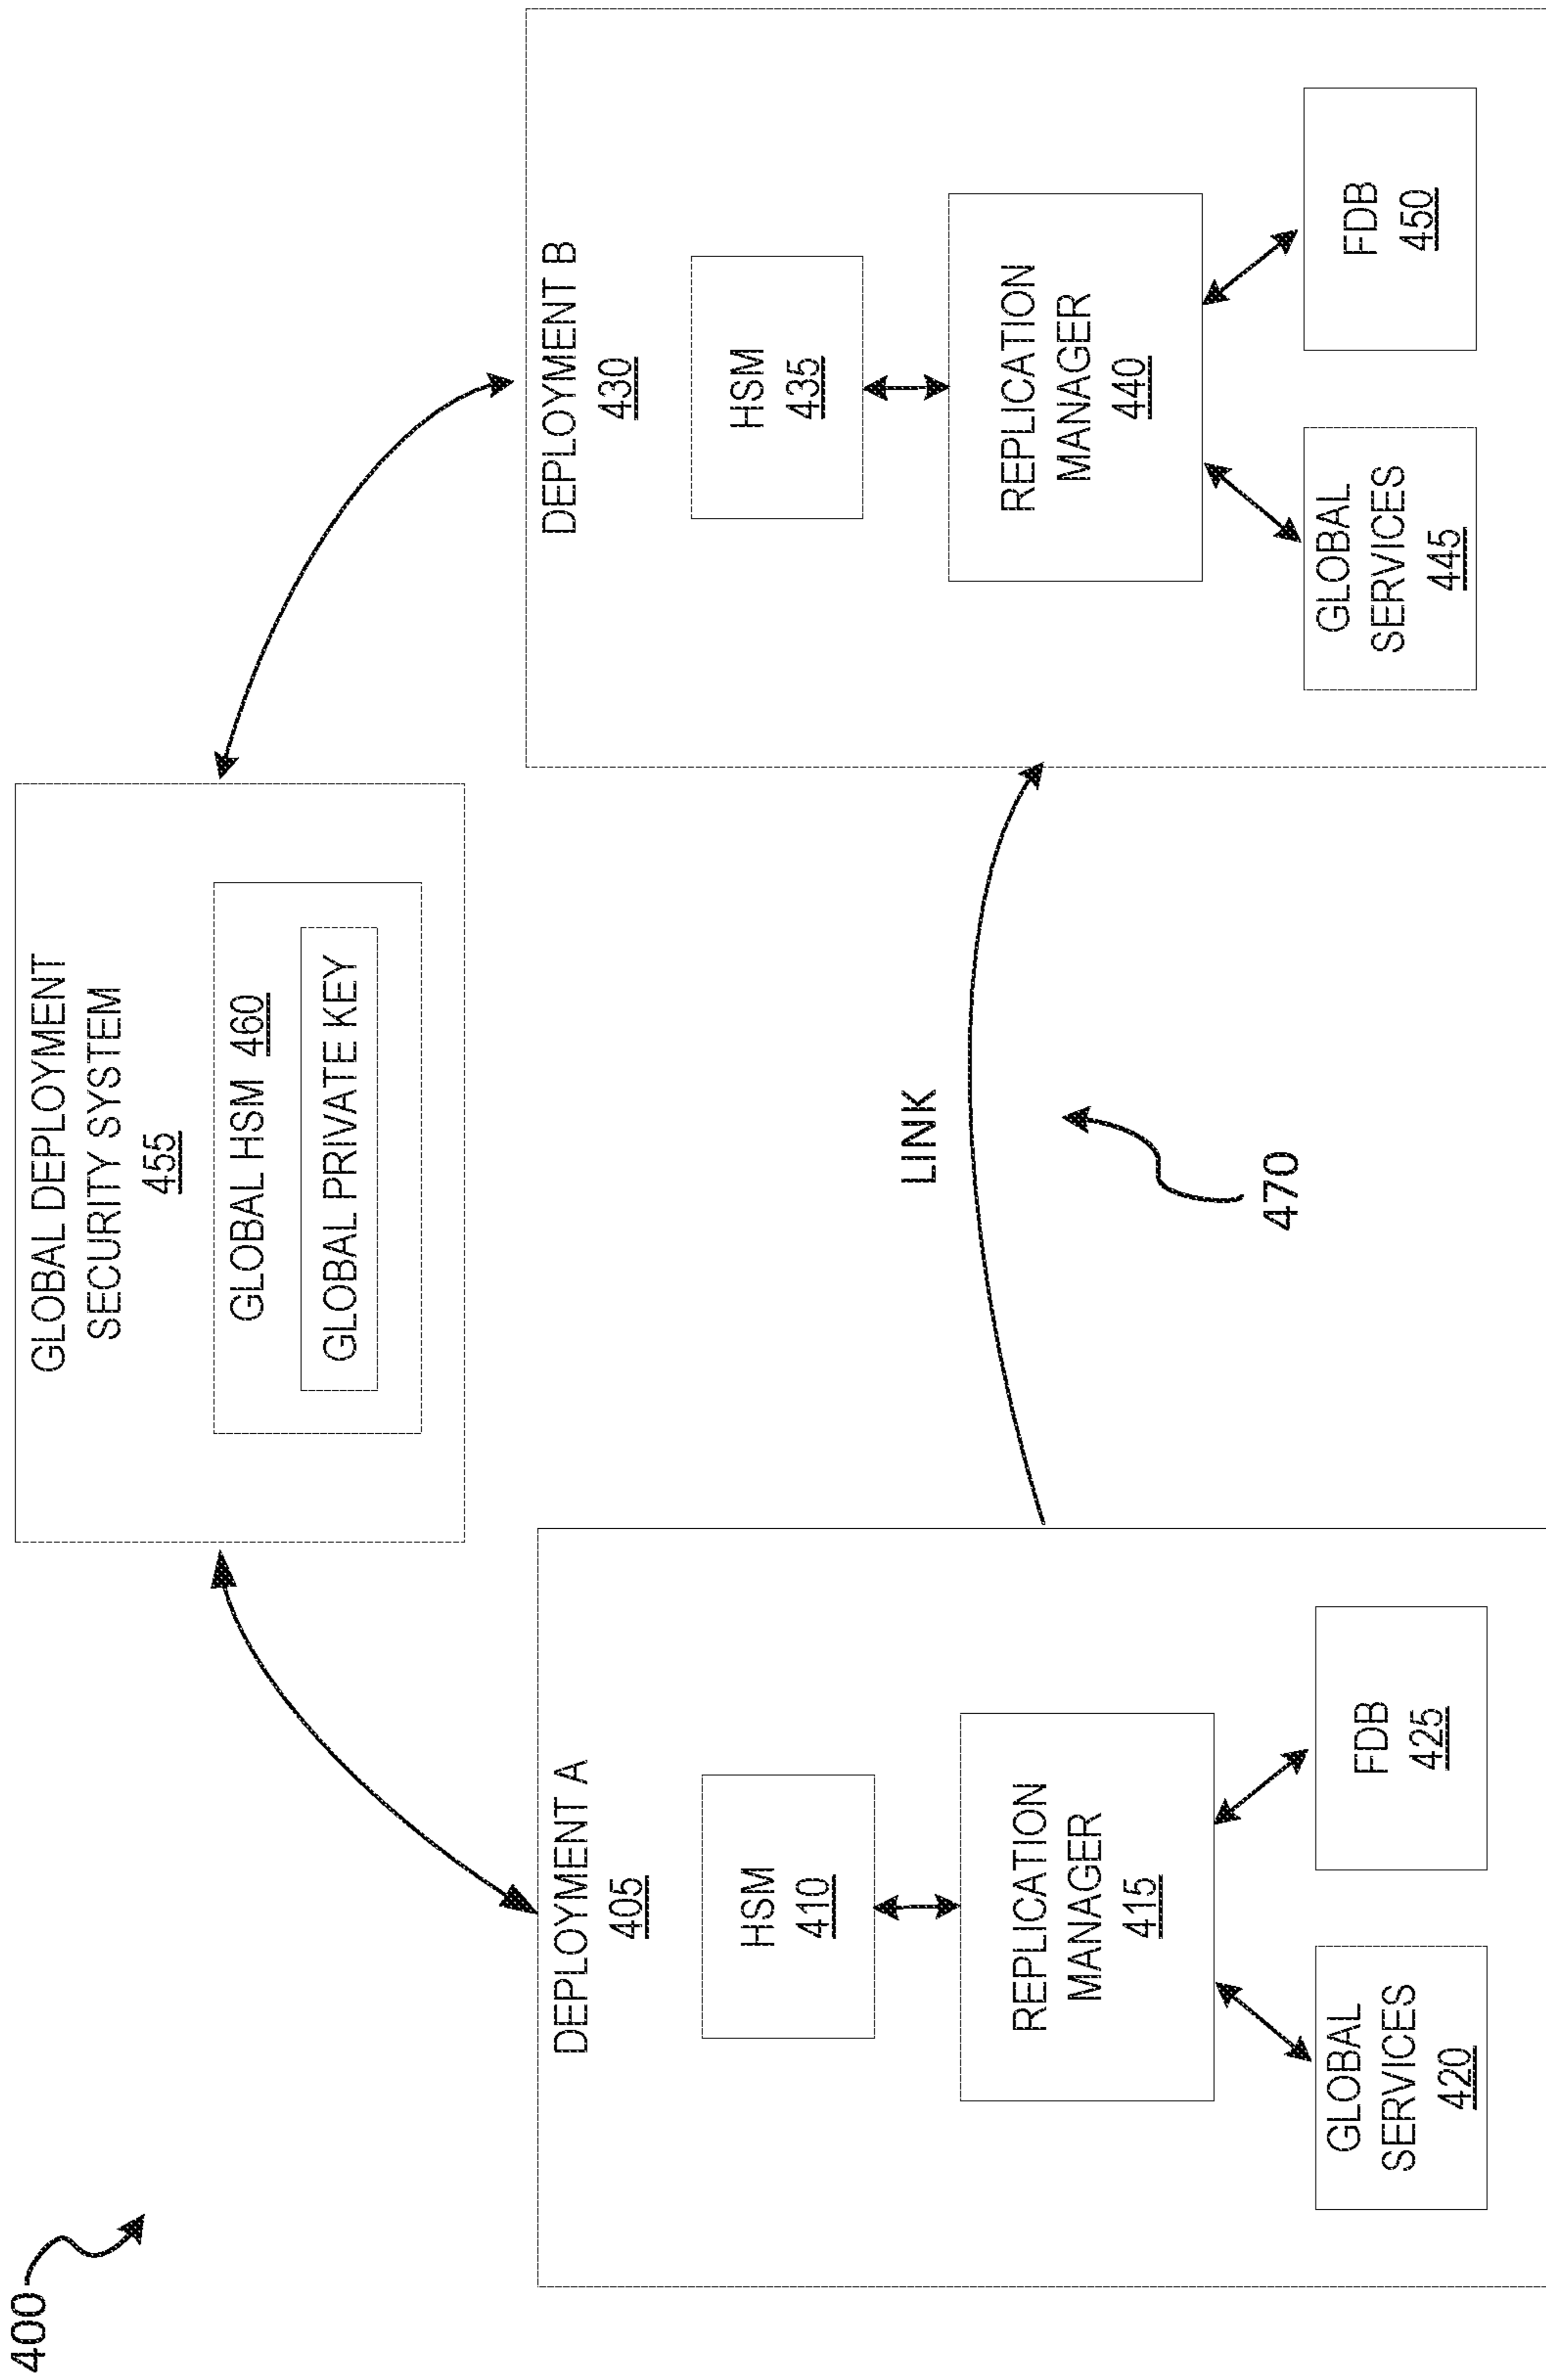 400
GLOBAL DEPLOYMENT
SECURITY SYSTEM
455
GLOBAL HSM 460
GLOBAL PRIVATE KEY
DEPLOYMENT A
405
HSM
410
REPLICATION
MANAGER
415
GLOBAL
SERVICES
420
FDB
425
LINK
470
DEPLOYMENT B
430
HSM
435
REPLICATION
MANAGER
440
GLOBAL
SERVICES
445
FDB
450